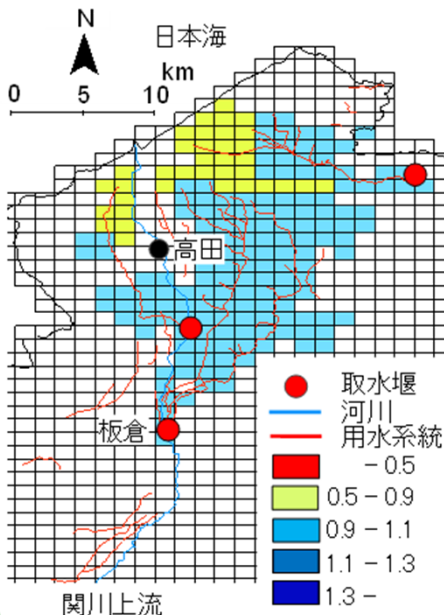 N
日本海
km
0 5 10
高田
板倉
関川上流
取水堰
河川
用水系統
- 0.5
0.5 - 0.9
0.9 - 1.1
1.1 - 1.3
1.3 -